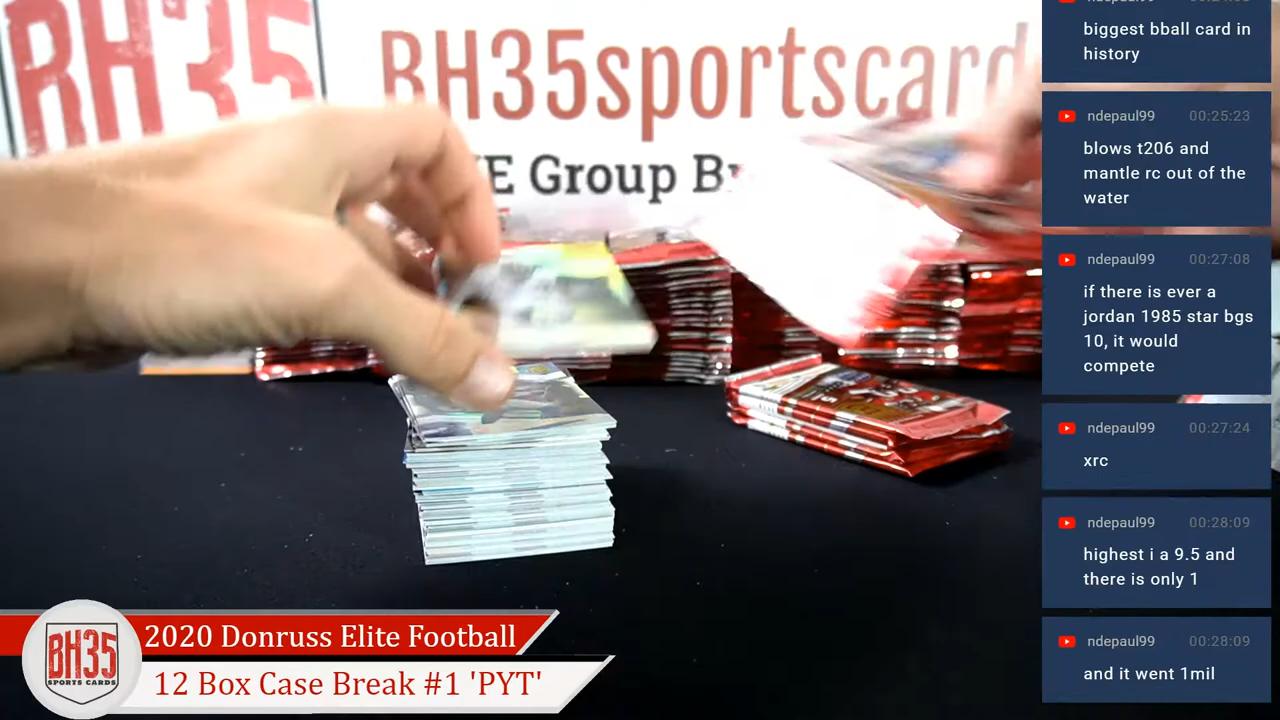 BH35
BH35sportscard
E Group B
biggest bball card in
history
ndepaul99 00:25:23
blows t206 and
mantle rc out of the
water
ndepaul99 00:27:08
if there is ever a
jordan 1985 star bgs
10, it would
compete
ndepaul99 00:27:24
xrc
ndepaul99 00:28:09
highest i a 9.5 and
there is only 1
ndepaul99 00:28:09
and it went 1mil
2020 Donruss Elite Football
12 Box Case Break #1 'PYT'
BH35
SPORTS CARDS